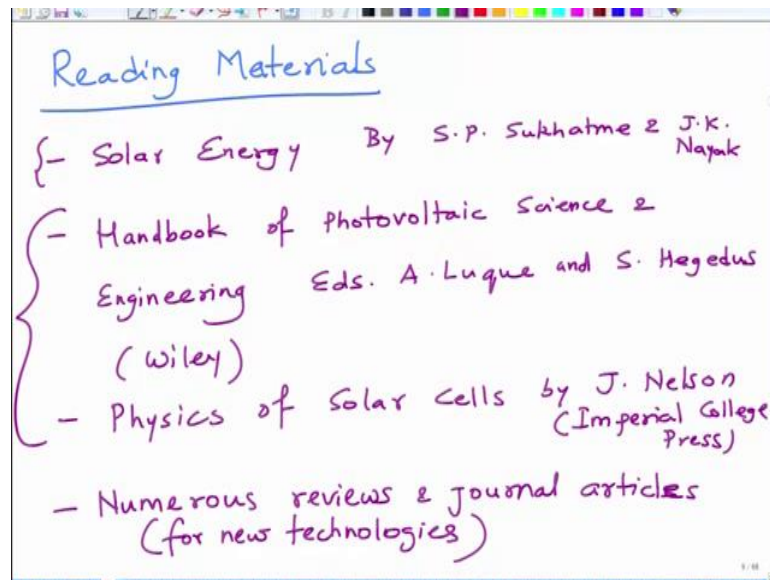 Reading Materials
{- Solar Energy By S.P. Sukhatme & J.K. Nayak
- Handbook of Photovoltaic Science &
Engineering Eds. A. Luque and S. Hegedus
(Wiley)
- Physics of Solar Cells by J. Nelson
(Imperial College
Press)
- Numerous reviews & journal articles
(for new technologies)